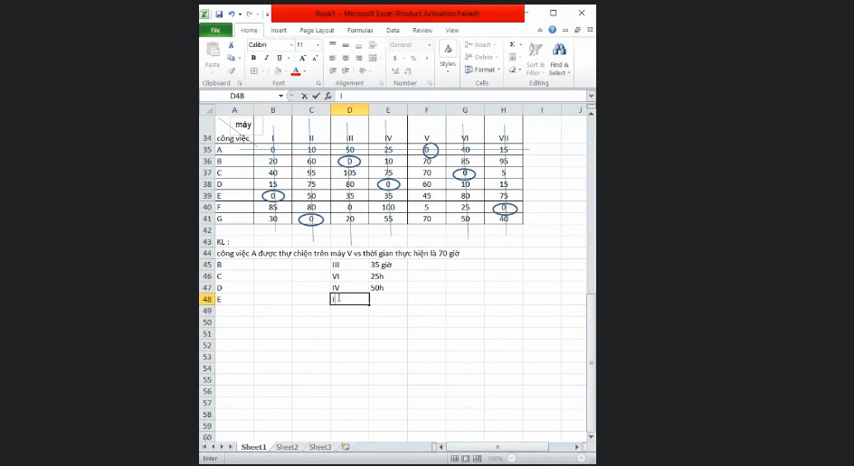 Book1 - Microsoft Excel (Product Activation Failed)
File Home Insert Page Layout Formulas Data Review View
Paste Calibri 11 General Styles Insert Delete Format Find & Select
B I U A
Clipboard Font Alignment Number Cells Editing
D48 I
A B C D E F G H I J
máy
34 công việc I II III IV V VI VII
35 A 0 10 50 25 0 40 15
36 B 20 60 0 10 70 85 95
37 C 40 95 105 75 70 0 5
38 D 15 75 80 0 60 10 15
39 E 0 50 35 35 45 80 75
40 F 85 80 0 100 5 25 0
41 G 30 0 20 55 70 50 40
42
43 KL :
44 công việc A được thự chiện trên máy V vs thời gian thực hiện là 70 giờ
45 B III 35 giờ
46 C VI 25h
47 D IV 50h
48 E I
49
50
51
52
53
54
55
56
57
58
59
60
Sheet1 Sheet2 Sheet3
Enter 100%